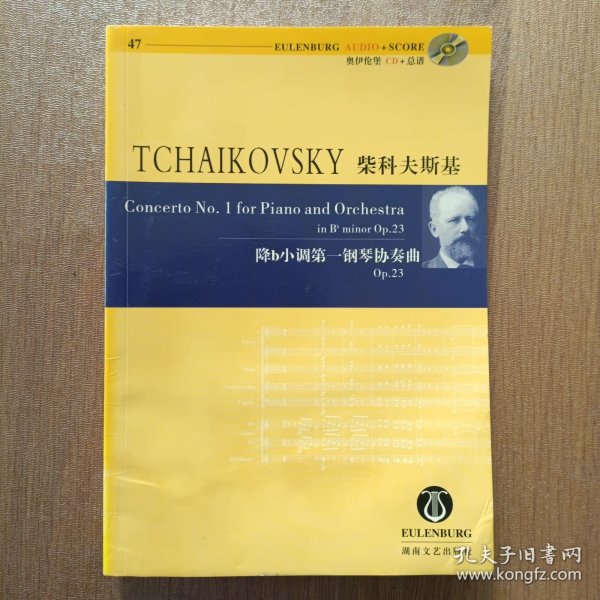 47
EULENBURG AUDIO+SCORE
奥伊伦堡 CD+总谱
TCHAIKOVSKY 柴科夫斯基
Concerto No. 1 for Piano and Orchestra
in B♭ minor Op.23
降b小调第一钢琴协奏曲
Op.23
EULENBURG
湖南文艺出版社
孔夫子旧书网
www.kongfz.com